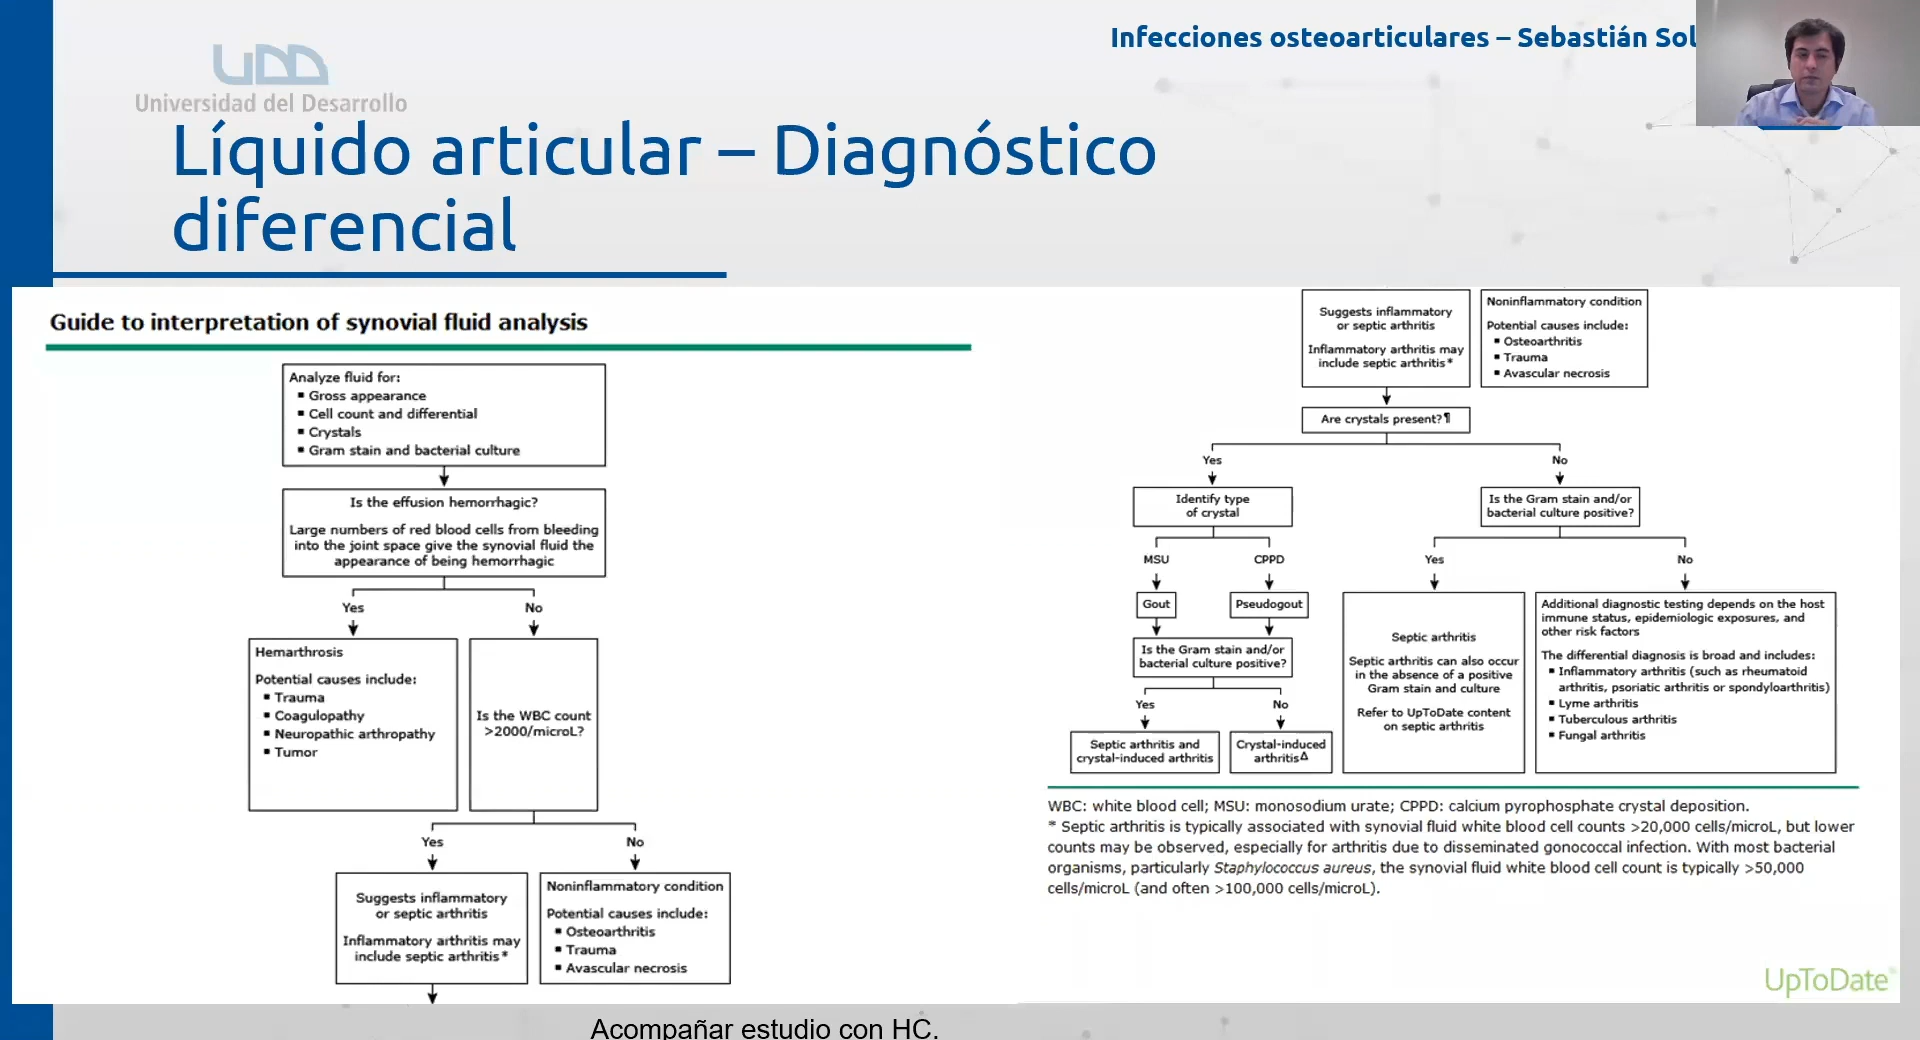 Infecciones osteoarticulares – Sebastián Sol
UDD
Universidad del Desarrollo
Líquido articular – Diagnóstico
diferencial
Guide to interpretation of synovial fluid analysis
Analyze fluid for:
▪ Gross appearance
▪ Cell count and differential
▪ Crystals
▪ Gram stain and bacterial culture
Is the effusion hemorrhagic?
Large numbers of red blood cells from bleeding
into the joint space give the synovial fluid the
appearance of being hemorrhagic
Yes
No
Hemarthrosis
Potential causes include:
▪ Trauma
▪ Coagulopathy
▪ Neuropathic arthropathy
▪ Tumor
Is the WBC count
>2000/microL?
Yes
No
Suggests inflammatory
or septic arthritis
Inflammatory arthritis may
include septic arthritis*
Noninflammatory condition
Potential causes include:
▪ Osteoarthritis
▪ Trauma
▪ Avascular necrosis
Suggests inflammatory
or septic arthritis
Inflammatory arthritis may
include septic arthritis*
Noninflammatory condition
Potential causes include:
▪ Osteoarthritis
▪ Trauma
▪ Avascular necrosis
Are crystals present?¶
Yes
No
Identify type
of crystal
Is the Gram stain and/or
bacterial culture positive?
MSU
CPPD
Yes
No
Gout
Pseudogout
Is the Gram stain and/or
bacterial culture positive?
Yes
No
Septic arthritis and
crystal-induced arthritis
Crystal-induced
arthritisΔ
Septic arthritis
Septic arthritis can also occur
in the absence of a positive
Gram stain and culture
Refer to UpToDate content
on septic arthritis
Additional diagnostic testing depends on the host
immune status, epidemiologic exposures, and
other risk factors
The differential diagnosis is broad and includes:
▪ Inflammatory arthritis (such as rheumatoid
arthritis, psoriatic arthritis or spondyloarthritis)
▪ Lyme arthritis
▪ Tuberculous arthritis
▪ Fungal arthritis
WBC: white blood cell; MSU: monosodium urate; CPPD: calcium pyrophosphate crystal deposition.
* Septic arthritis is typically associated with synovial fluid white blood cell counts >20,000 cells/microL, but lower
counts may be observed, especially for arthritis due to disseminated gonococcal infection. With most bacterial
organisms, particularly Staphylococcus aureus, the synovial fluid white blood cell count is typically >50,000
cells/microL (and often >100,000 cells/microL).
UpToDate®
Acompañar estudio con HC.